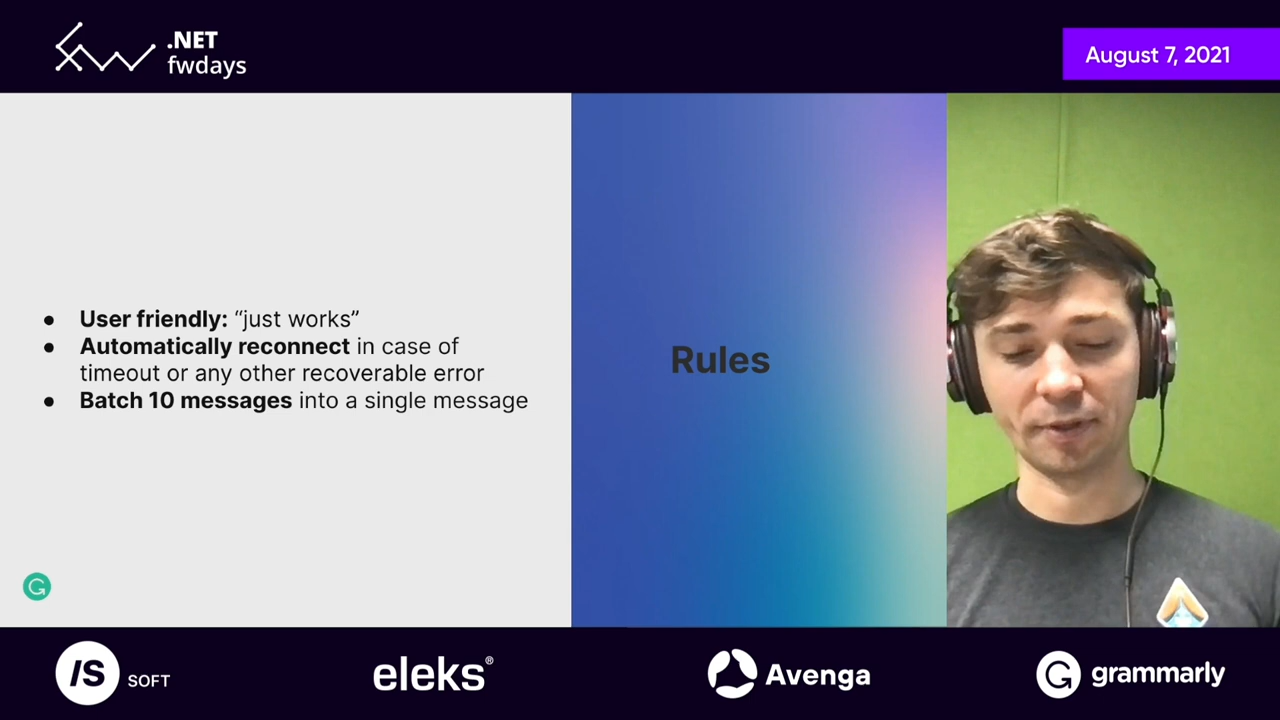 .NET
fwdays
August 7, 2021
● User friendly: “just works”
● Automatically reconnect in case of
timeout or any other recoverable error
● Batch 10 messages into a single message
Rules
IS SOFT
eleks®
Avenga
grammarly